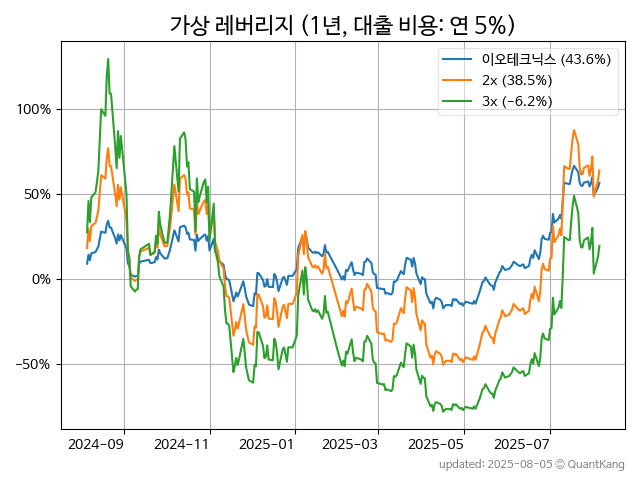 가상 레버리지 (1년, 대출 비용: 연 5%)
이오테크닉스 (43.6%)
2x (38.5%)
3x (−6.2%)
100%
50%
0%
−50%
2024−09 2024−11 2025−01 2025−03 2025−05 2025−07
updated: 2025-08-05 © QuantKang